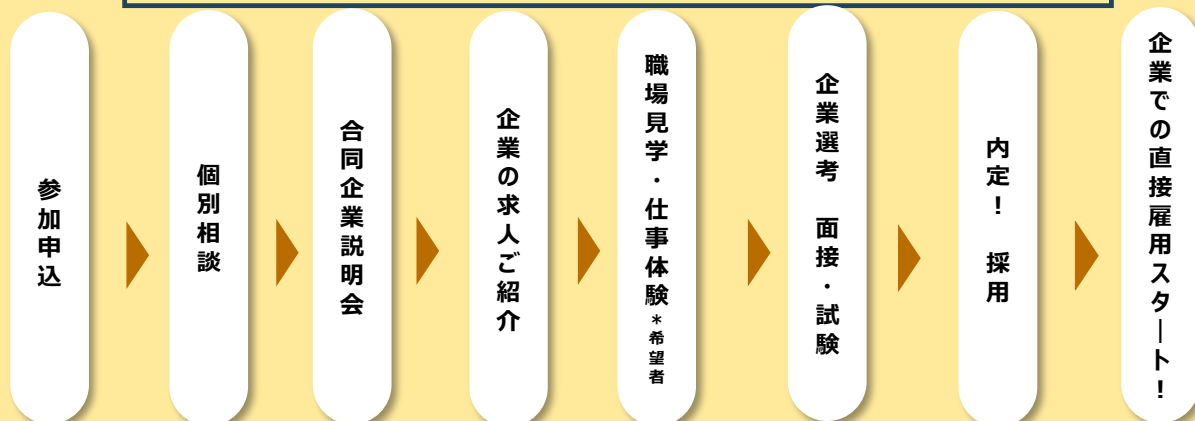 参加申込
個別相談
合同企業説明会
企業の求人ご紹介
職場見学・仕事体験*希望者
企業選考　面接・試験
内定！　採用
企業での直接雇用スタート！